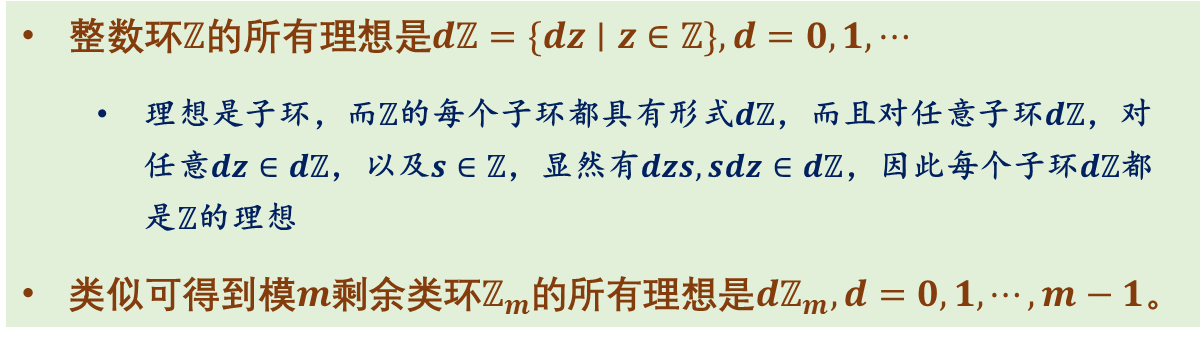 • 整数环ℤ的所有理想是dℤ = {dz ∣ z ∈ ℤ}, d = 0, 1, ⋯
• 理想是子环，而ℤ的每个子环都具有形式dℤ，而且对任意子环dℤ，对
任意dz ∈ dℤ，以及s ∈ ℤ，显然有dzs, sdz ∈ dℤ，因此每个子环dℤ都
是ℤ的理想
• 类似可得到模m剩余类环ℤₘ的所有理想是dℤₘ, d = 0, 1, ⋯, m − 1。